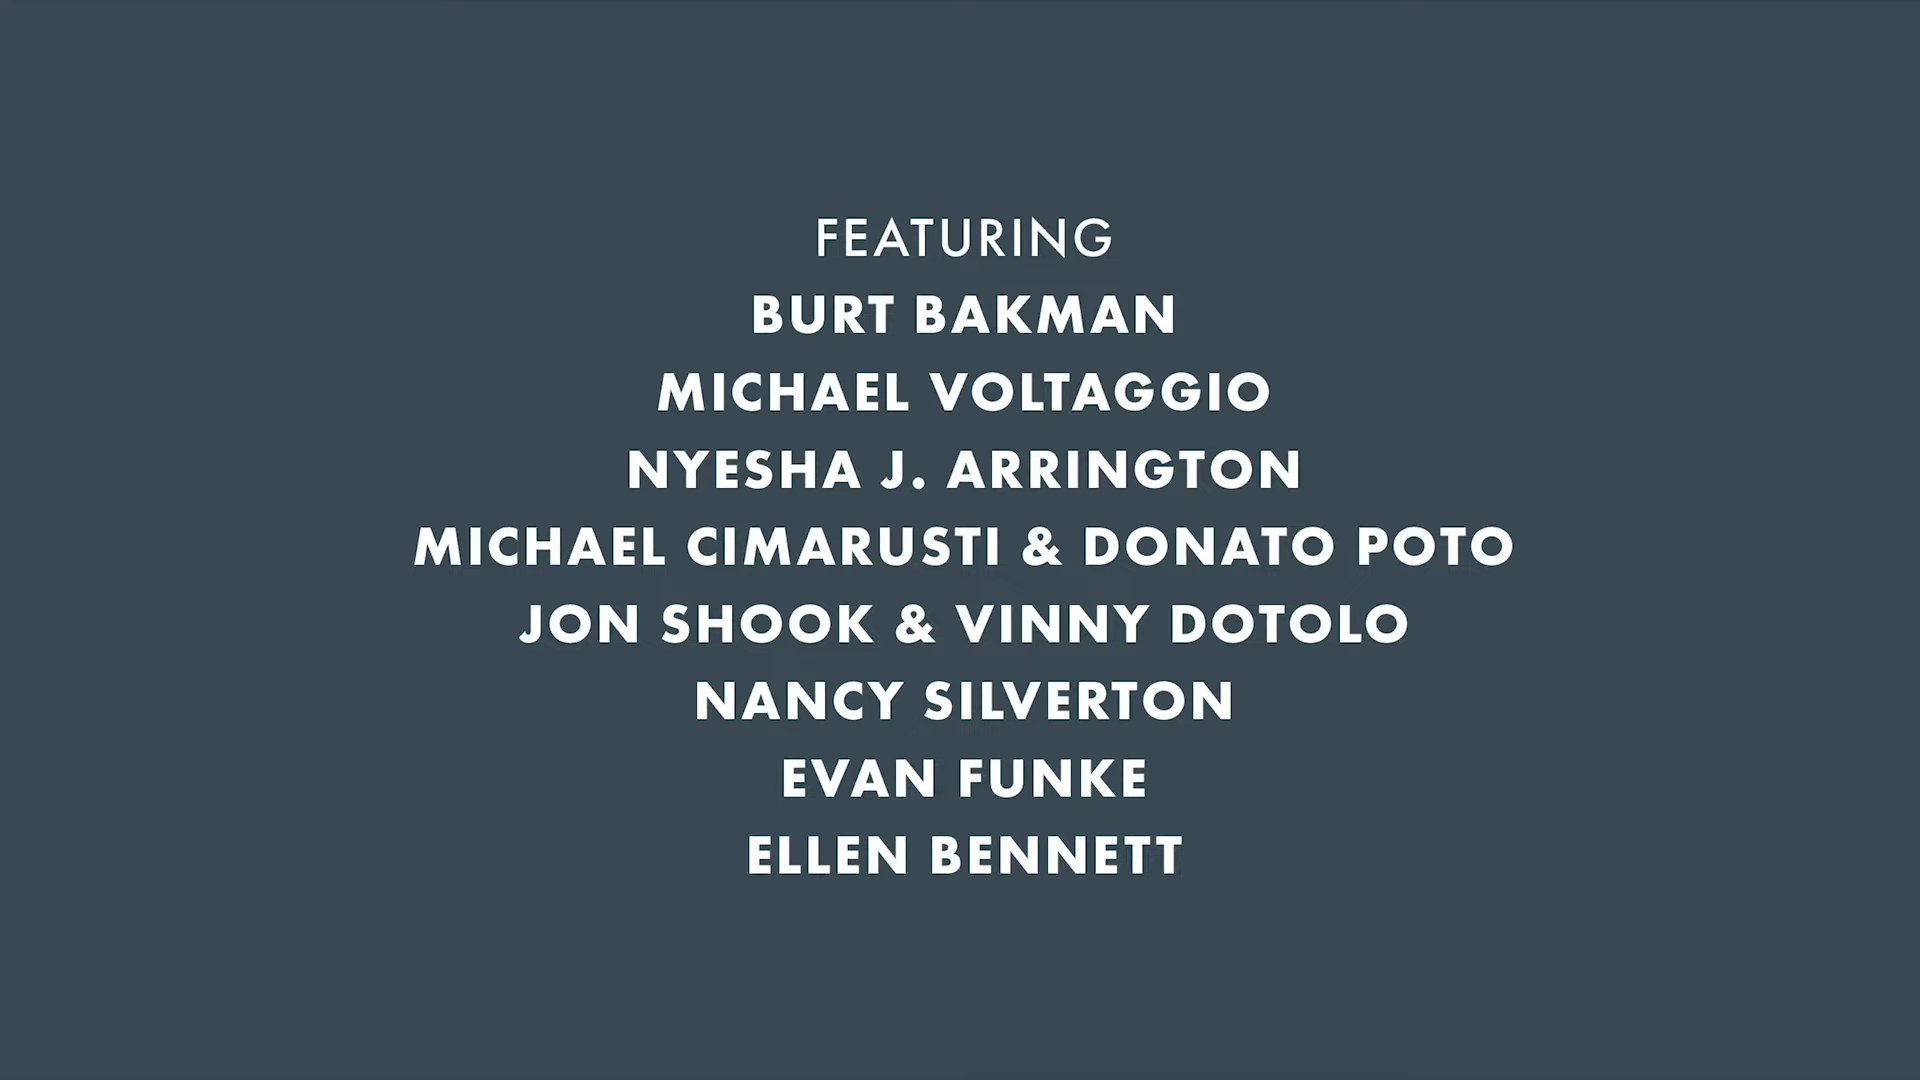 FEATURING
BURT BAKMAN
MICHAEL VOLTAGGIO
NYESHA J. ARRINGTON
MICHAEL CIMARUSTI & DONATO POTO
JON SHOOK & VINNY DOTOLO
NANCY SILVERTON
EVAN FUNKE
ELLEN BENNETT